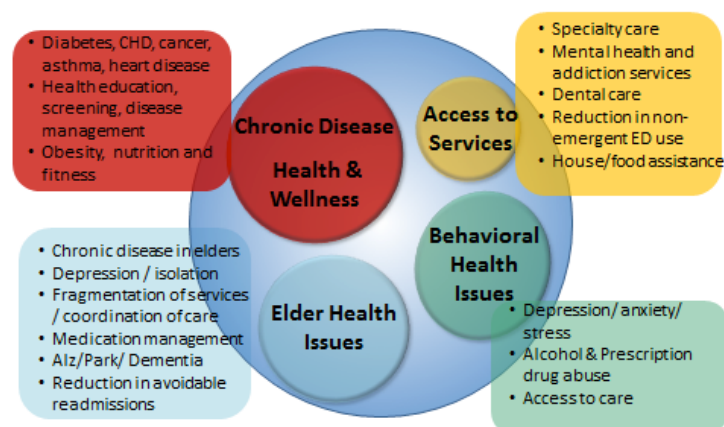 • Diabetes, CHD, cancer,
asthma, heart disease
• Health education,
screening, disease
management
• Obesity, nutrition and
fitness
Chronic Disease
Health &
Wellness
Access to
Services
• Specialty care
• Mental health and
addiction services
• Dental care
• Reduction in non-
emergent ED use
• House/food assistance
• Chronic disease in elders
• Depression / isolation
• Fragmentation of services
/ coordination of care
• Medication management
• Alz/Park/ Dementia
• Reduction in avoidable
readmissions
Elder Health
Issues
Behavioral
Health
Issues
• Depression/ anxiety/
stress
• Alcohol & Prescription
drug abuse
• Access to care